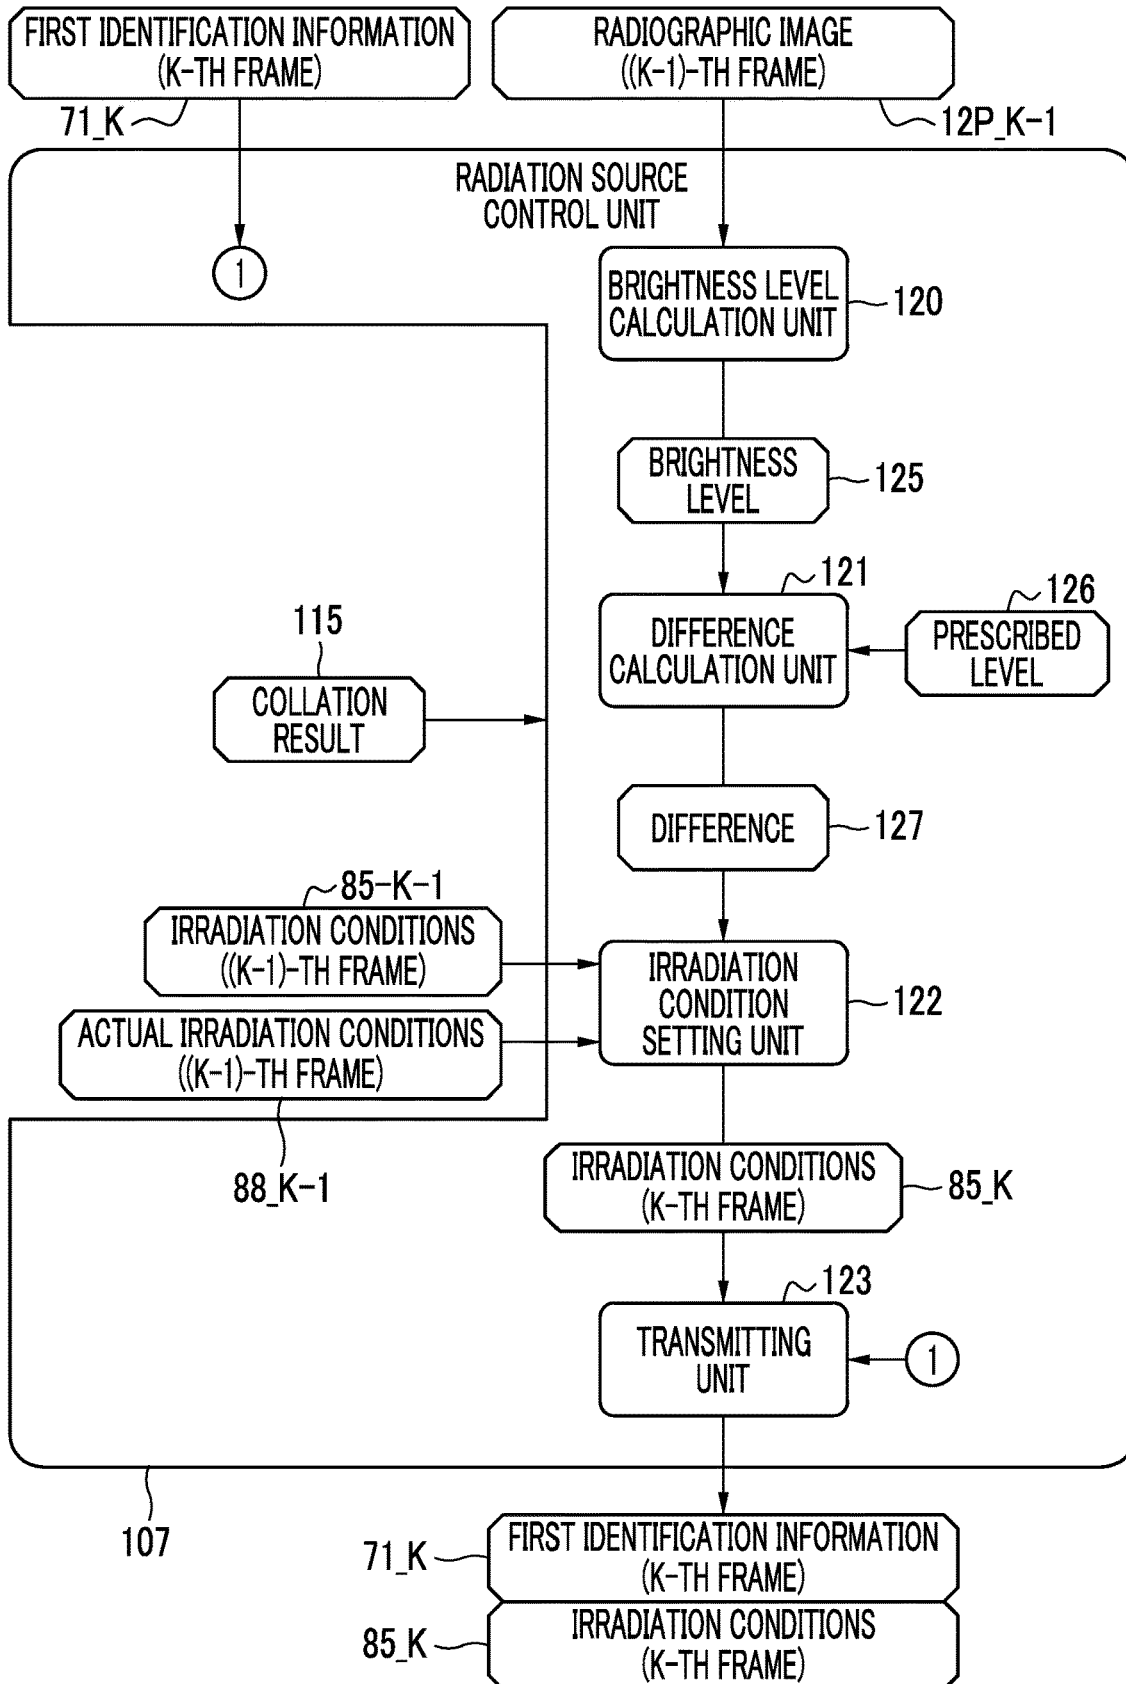 FIRST IDENTIFICATION INFORMATION
(K-TH FRAME)
RADIOGRAPHIC IMAGE
((K-1)-TH FRAME)
71_K
12P_K-1
RADIATION SOURCE
CONTROL UNIT
1
BRIGHTNESS LEVEL
CALCULATION UNIT
120
BRIGHTNESS
LEVEL
125
121
126
DIFFERENCE
CALCULATION UNIT
PRESCRIBED
LEVEL
115
COLLATION
RESULT
DIFFERENCE
127
85-K-1
IRRADIATION CONDITIONS
((K-1)-TH FRAME)
IRRADIATION
CONDITION
SETTING UNIT
122
ACTUAL IRRADIATION CONDITIONS
((K-1)-TH FRAME)
88_K-1
IRRADIATION CONDITIONS
(K-TH FRAME)
85_K
123
TRANSMITTING
UNIT
1
107
71_K
FIRST IDENTIFICATION INFORMATION
(K-TH FRAME)
85_K
IRRADIATION CONDITIONS
(K-TH FRAME)